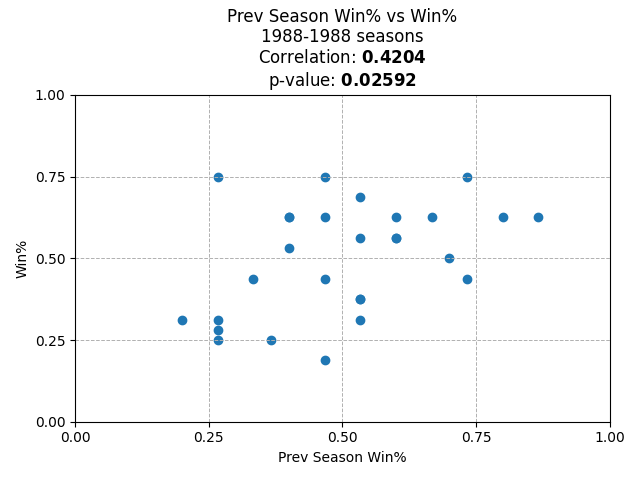 Prev Season Win% vs Win%
1988-1988 seasons
Correlation: 0.4204
p-value: 0.02592
1.00
0.75
0.50
0.25
0.00
Win%
0.00 0.25 0.50 0.75 1.00
Prev Season Win%